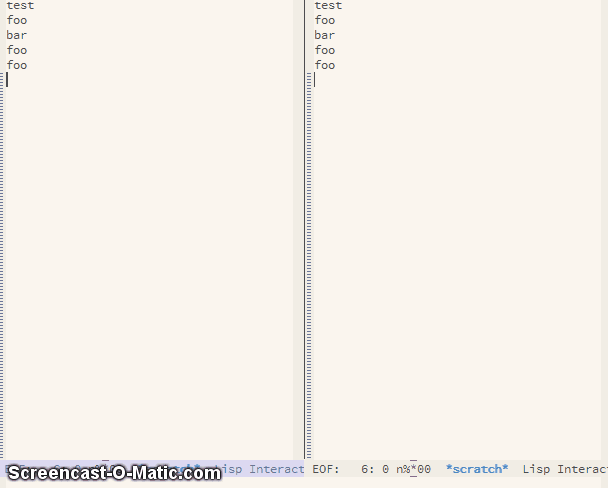 test
foo
bar
foo
foo
test
foo
bar
foo
foo
Screencast-O-Matic.com
Lisp Interact
EOF: 6: 0 n%*00 *scratch* Lisp Interac